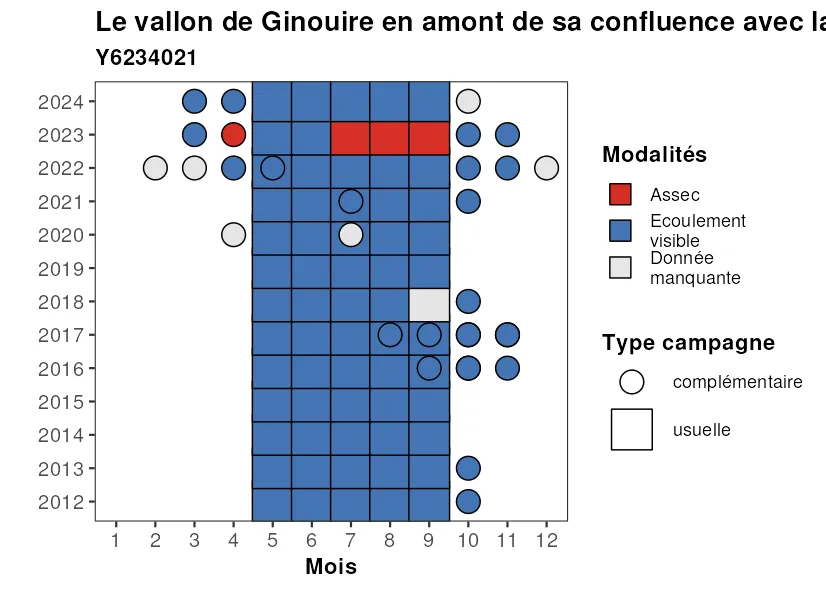 Le vallon de Ginouire en amont de sa confluence avec la
Y6234021
2024
2023
2022
2021
2020
2019
2018
2017
2016
2015
2014
2013
2012
1 2 3 4 5 6 7 8 9 10 11 12
Mois
Modalités
Assec
Ecoulement
visible
Donnée
manquante
Type campagne
complémentaire
usuelle